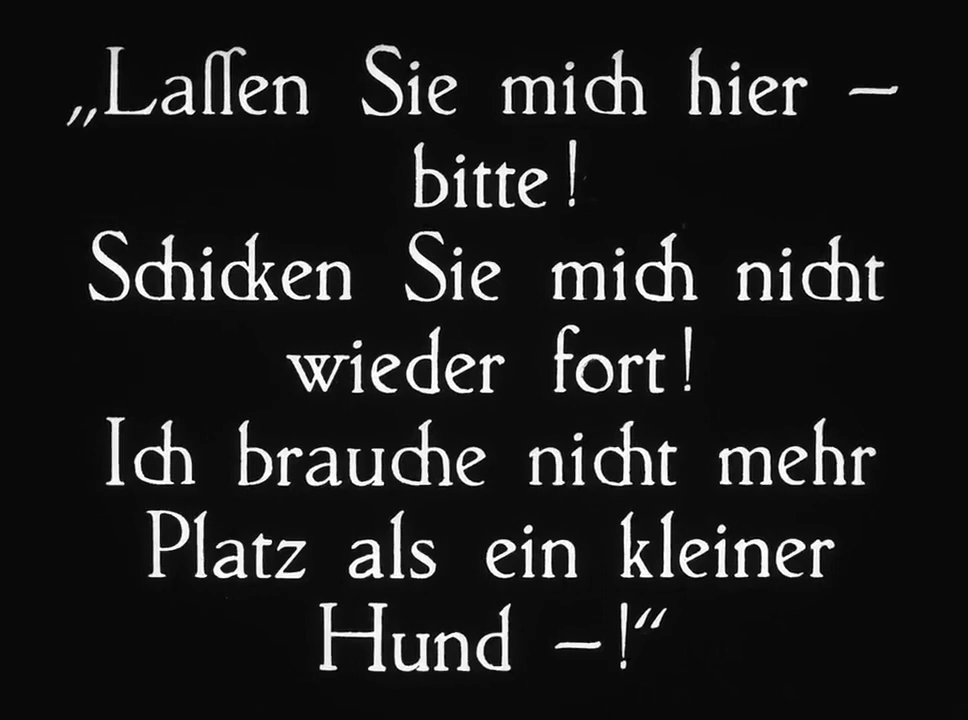 „Laſſen Sie mich hier –
bitte!
Schicken Sie mich nicht
wieder fort!
Ich brauche nicht mehr
Platz als ein kleiner
Hund –!“